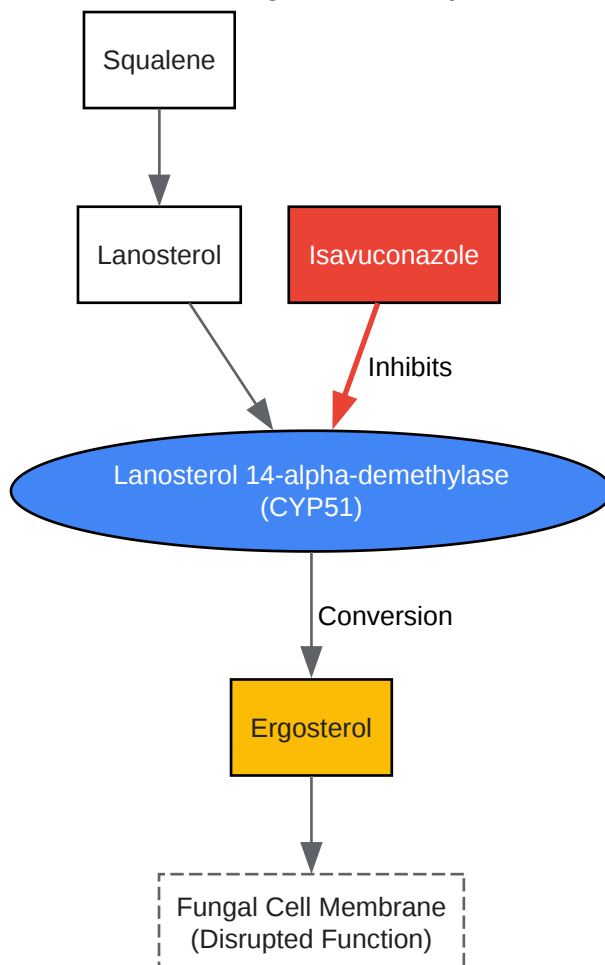 Squalene
Lanosterol
Isavuconazole
Inhibits
Lanosterol 14-alpha-demethylase
(CYP51)
Conversion
Ergosterol
Fungal Cell Membrane
(Disrupted Function)